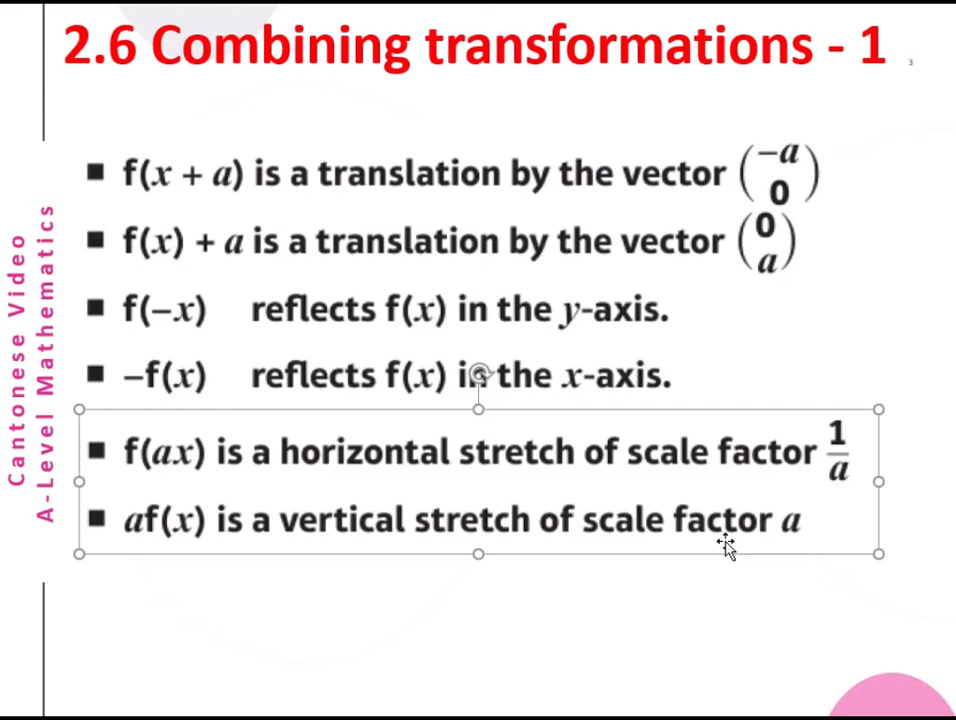 2.6 Combining transformations - 1
3
Cantonese Video
A-Level Mathematics
■ f(x + a) is a translation by the vector (−a 0)
■ f(x) + a is a translation by the vector (0 a)
■ f(−x) reflects f(x) in the y-axis.
■ −f(x) reflects f(x) in the x-axis.
■ f(ax) is a horizontal stretch of scale factor 1/a
■ af(x) is a vertical stretch of scale factor a